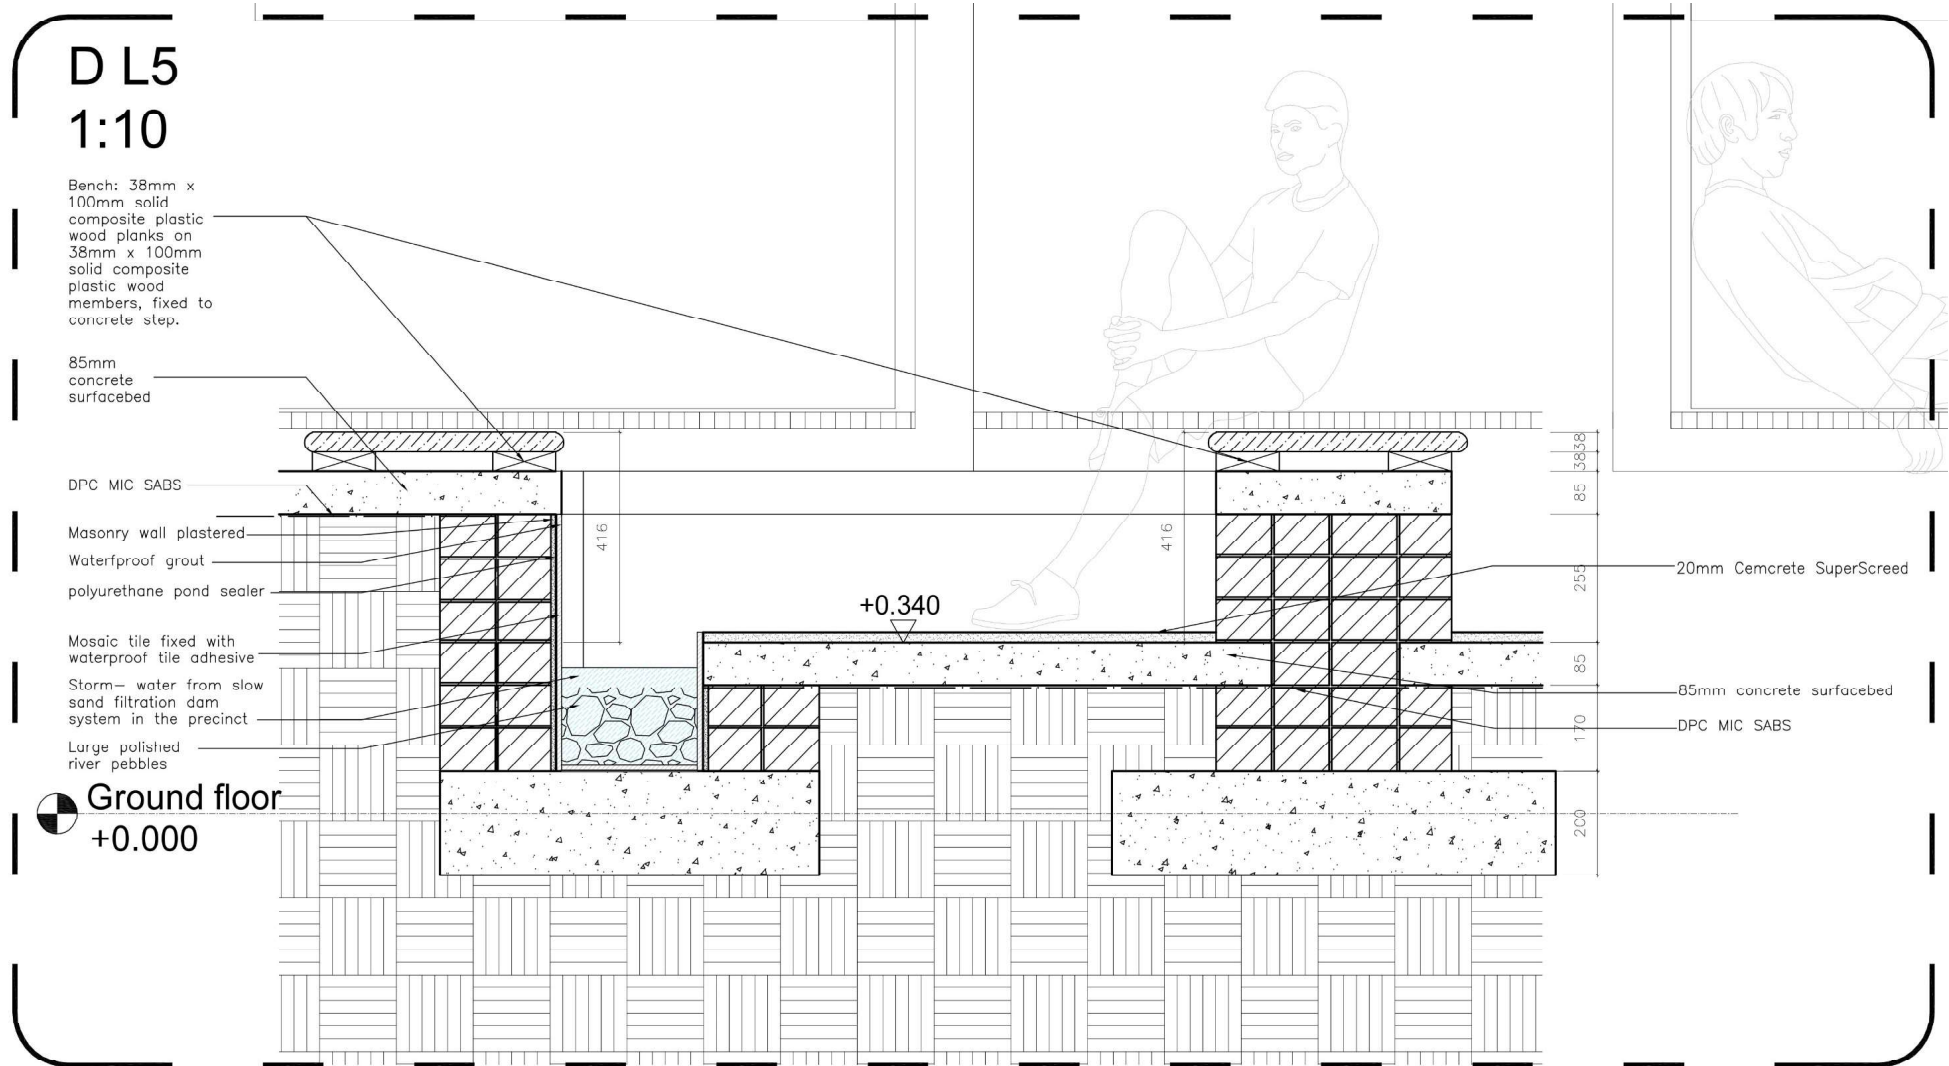 D L5
1:10
Bench: 38mm x
100mm solid
composite plastic
wood planks on
38mm x 100mm
solid composite
plastic wood
members, fixed to
concrete step.
85mm
concrete
surfacebed
DPC MIC SABS
Masonry wall plastered
Waterfproof grout
polyurethane pond sealer
Mosaic tile fixed with
waterproof tile adhesive
Storm– water from slow
sand filtration dam
system in the precinct
Large polished
river pebbles
Ground floor
+0.000
416
+0.340
416
38
38
85
255
85
170
200
20mm Cemcrete SuperScreed
85mm concrete surfacebed
DPC MIC SABS